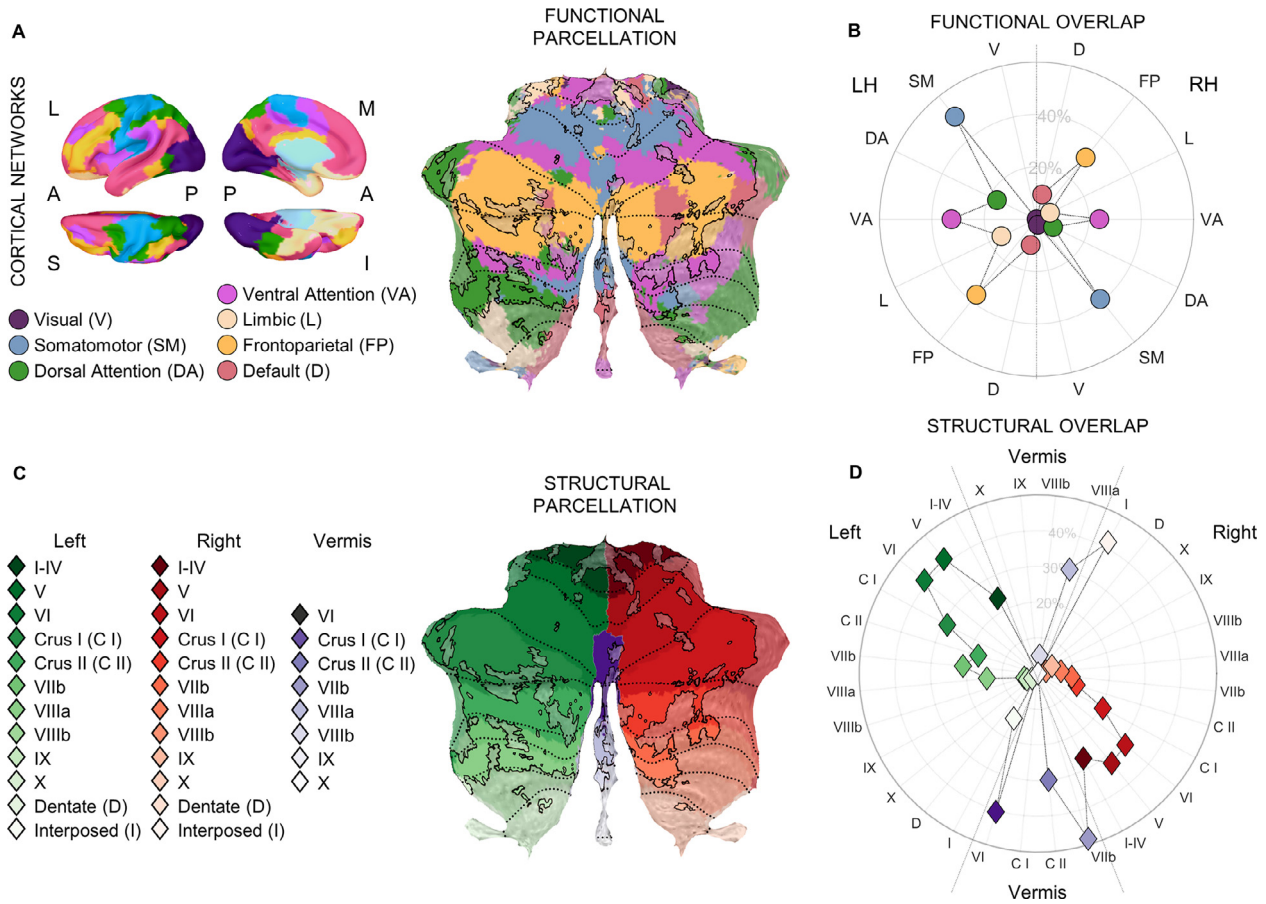 A
FUNCTIONAL
PARCELLATION
B
FUNCTIONAL OVERLAP
CORTICAL NETWORKS
L
M
A
P
P
A
S
I
Visual (V)
Somatomotor (SM)
Dorsal Attention (DA)
Ventral Attention (VA)
Limbic (L)
Frontoparietal (FP)
Default (D)
LH
RH
V
D
SM
FP
DA
L
VA
VA
L
DA
FP
SM
D
V
40%
20%
C
STRUCTURAL
PARCELLATION
Left
I-IV
V
VI
Crus I (C I)
Crus II (C II)
VIIb
VIIIa
VIIIb
IX
X
Dentate (D)
Interposed (I)
Right
I-IV
V
VI
Crus I (C I)
Crus II (C II)
VIIb
VIIIa
VIIIb
IX
X
Dentate (D)
Interposed (I)
Vermis
VI
Crus I (C I)
Crus II (C II)
VIIb
VIIIa
VIIIb
IX
X
STRUCTURAL OVERLAP
D
Vermis
Left
Right
X
IX
VIIIb
VIIIa
I
D
X
IX
VIIIb
VIIIa
VIIb
C II
C I
VI
V
I-IV
VIIb
C II
C I
VI
I
D
X
IX
VIIIb
VIIIa
VIIb
C II
C I
VI
V
I-IV
40%
30%
20%
Vermis